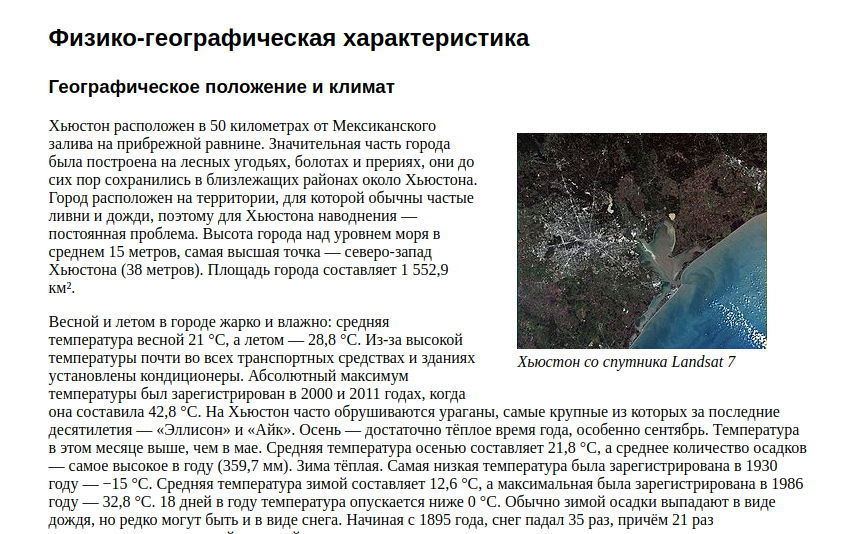 Физико-географическая характеристика
Географическое положение и климат
Хьюстон расположен в 50 километрах от Мексиканского
залива на прибрежной равнине. Значительная часть города
была построена на лесных угодьях, болотах и прериях, они до
сих пор сохранились в близлежащих районах около Хьюстона.
Город расположен на территории, для которой обычны частые
ливни и дожди, поэтому для Хьюстона наводнения —
постоянная проблема. Высота города над уровнем моря в
среднем 15 метров, самая высшая точка — северо-запад
Хьюстона (38 метров). Площадь города составляет 1 552,9
км².
Весной и летом в городе жарко и влажно: средняя
температура весной 21 °C, а летом — 28,8 °C. Из-за высокой
температуры почти во всех транспортных средствах и зданиях
установлены кондиционеры. Абсолютный максимум
температуры был зарегистрирован в 2000 и 2011 годах, когда
она составила 42,8 °C. На Хьюстон часто обрушиваются ураганы, самые крупные из которых за последние
десятилетия — «Эллисон» и «Айк». Осень — достаточно тёплое время года, особенно сентябрь. Температура
в этом месяце выше, чем в мае. Средняя температура осенью составляет 21,8 °C, а среднее количество осадков
— самое высокое в году (359,7 мм). Зима тёплая. Самая низкая температура была зарегистрирована в 1930
году — −15 °C. Средняя температура зимой составляет 12,6 °C, а максимальная была зарегистрирована в 1986
году — 32,8 °C. 18 дней в году температура опускается ниже 0 °C. Обычно зимой осадки выпадают в виде
дождя, но редко могут быть и в виде снега. Начиная с 1895 года, снег падал 35 раз, причём 21 раз
Хьюстон со спутника Landsat 7